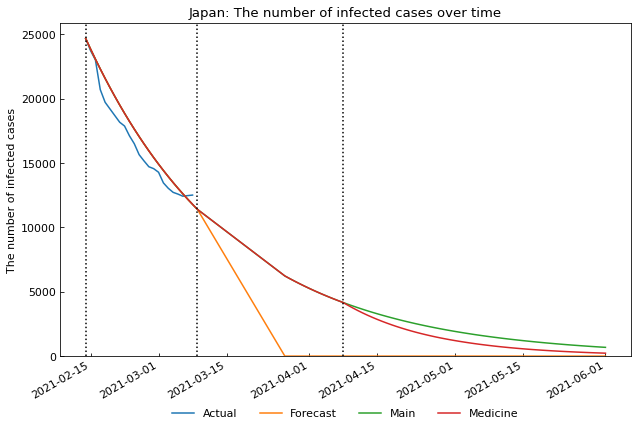 Japan: The number of infected cases over time
The number of infected cases
25000
20000
15000
10000
5000
0
2021-02-15
2021-03-01
2021-03-15
2021-04-01
2021-04-15
2021-05-01
2021-05-15
2021-06-01
Actual
Forecast
Main
Medicine